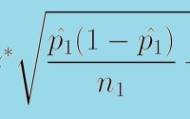 * √ p̂₁(1 − p̂₁) / n₁